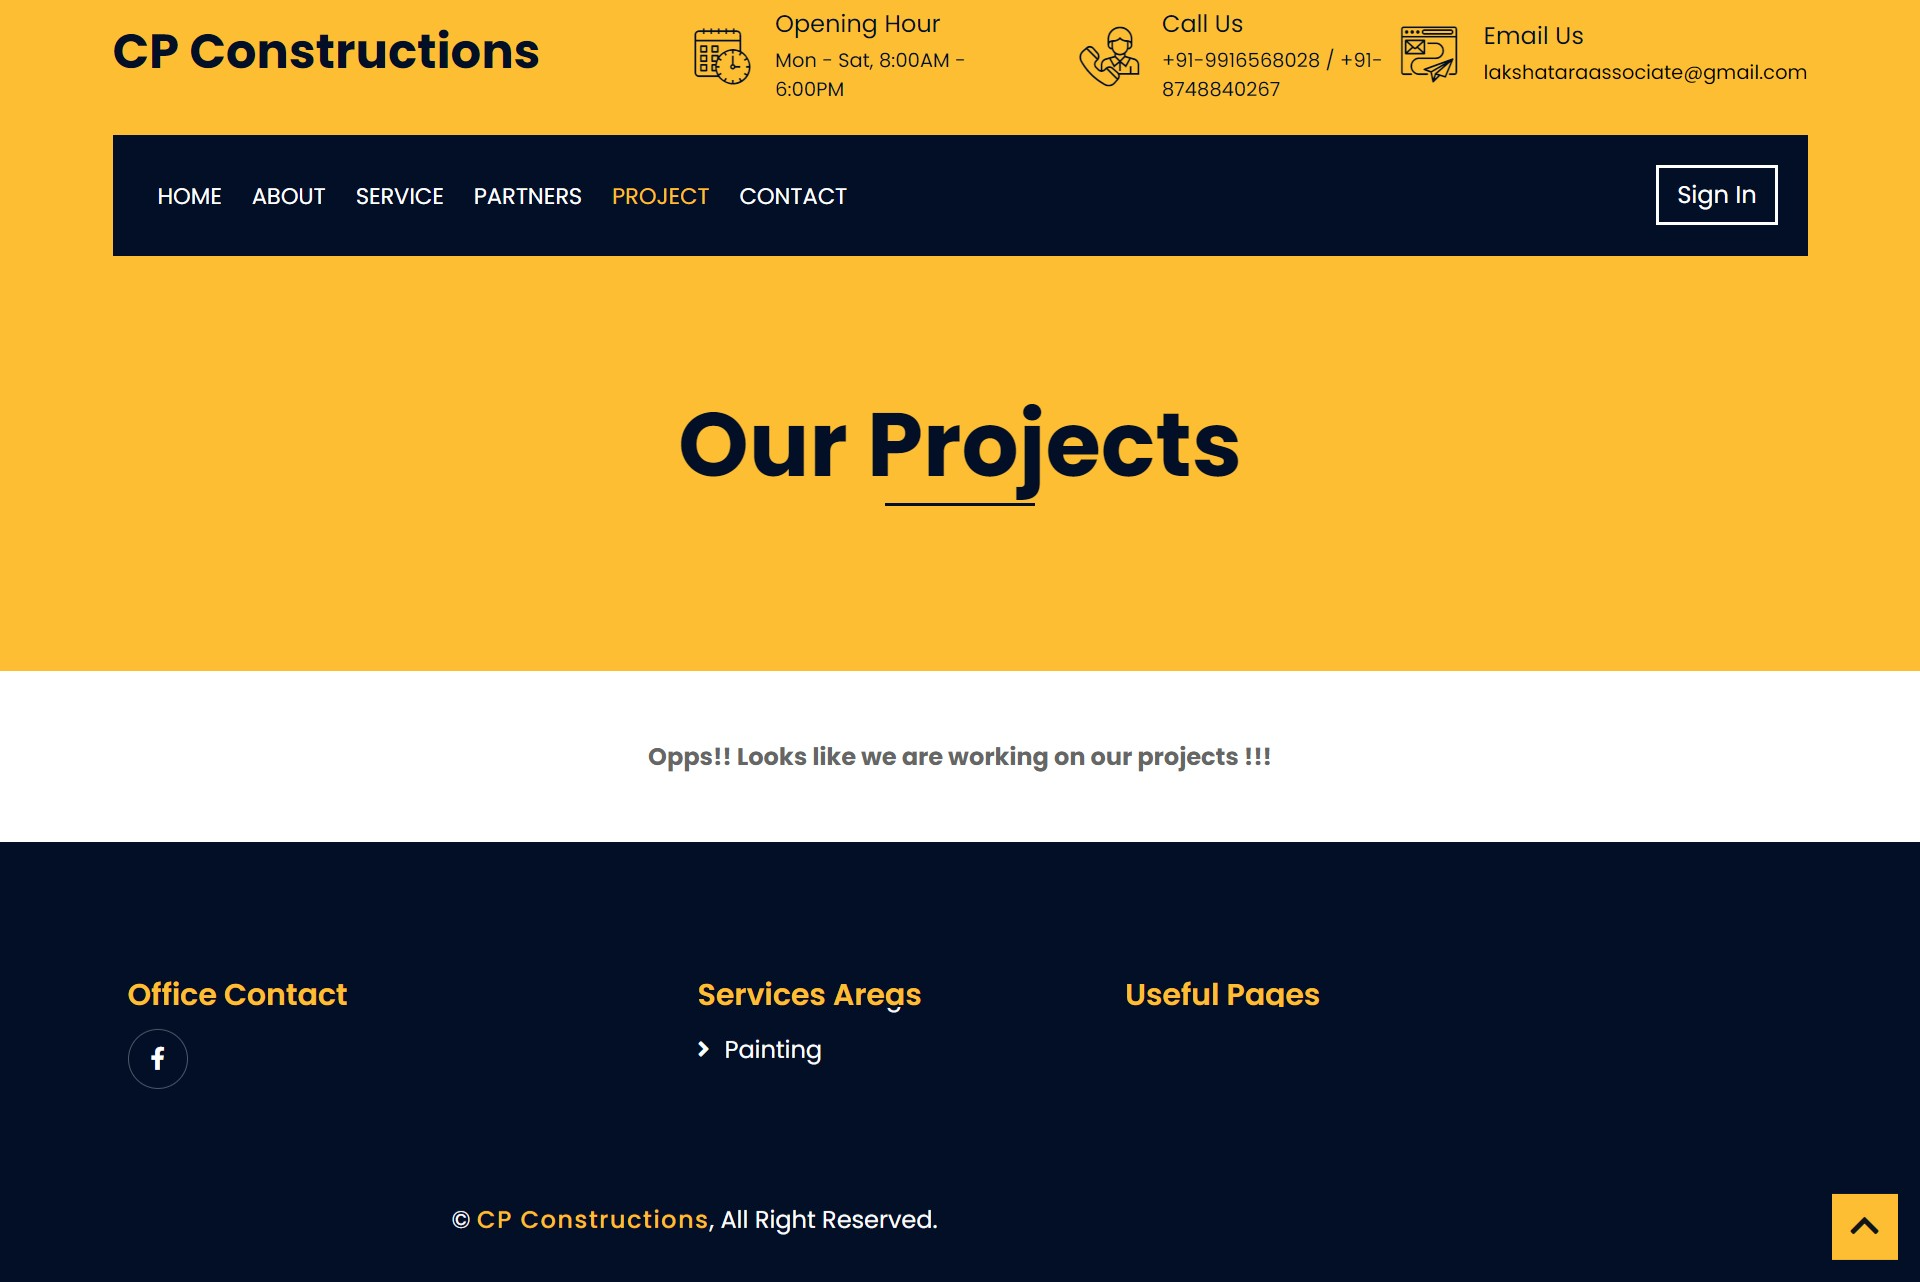 CP Constructions
Opening Hour
Mon - Sat, 8:00AM -
6:00PM
Call Us
+91-9916568028 / +91-
8748840267
Email Us
lakshataraassociate@gmail.com
HOME ABOUT SERVICE PARTNERS PROJECT CONTACT
Sign In
Our Projects
Opps!! Looks like we are working on our projects !!!
Office Contact
Services Areas
Painting
Useful Pages
© CP Constructions, All Right Reserved.